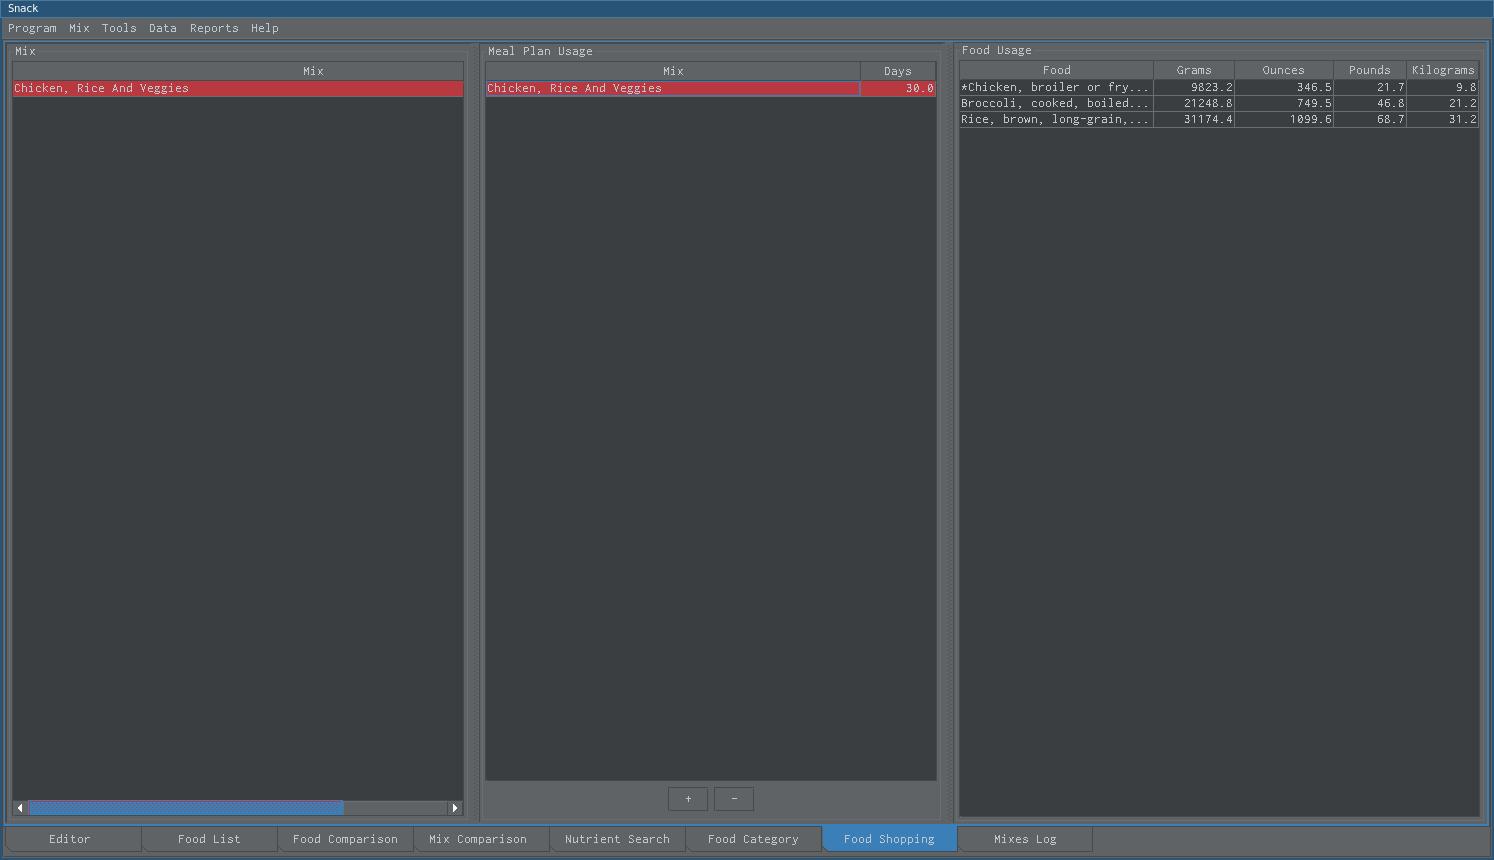 Snack
Program Mix Tools Data Reports Help
Mix
Mix
Chicken, Rice And Veggies
Meal Plan Usage
Mix Days
Chicken, Rice And Veggies 30.0
+ -
Food Usage
Food Grams Ounces Pounds Kilograms
*Chicken, broiler or fry... 9823.2 346.5 21.7 9.8
Broccoli, cooked, boiled... 21248.8 749.5 46.8 21.2
Rice, brown, long-grain,... 31174.4 1099.6 68.7 31.2
Editor Food List Food Comparison Mix Comparison Nutrient Search Food Category Food Shopping Mixes Log